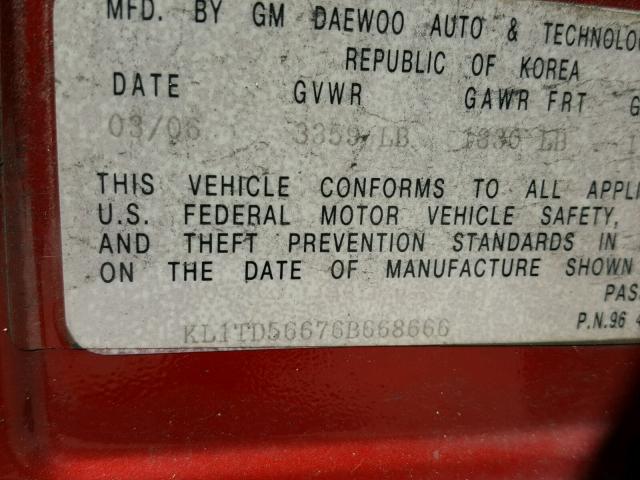 MFD. BY GM DAEWOO AUTO & TECHNOLO
REPUBLIC OF KOREA
DATE GVWR GAWR FRT G
03/06 3359 LB 1830 LB 1
THIS VEHICLE CONFORMS TO ALL APPLI
U.S. FEDERAL MOTOR VEHICLE SAFETY,
AND THEFT PREVENTION STANDARDS IN
ON THE DATE OF MANUFACTURE SHOWN
PAS
KL1TD56676B668666
P.N.96 4